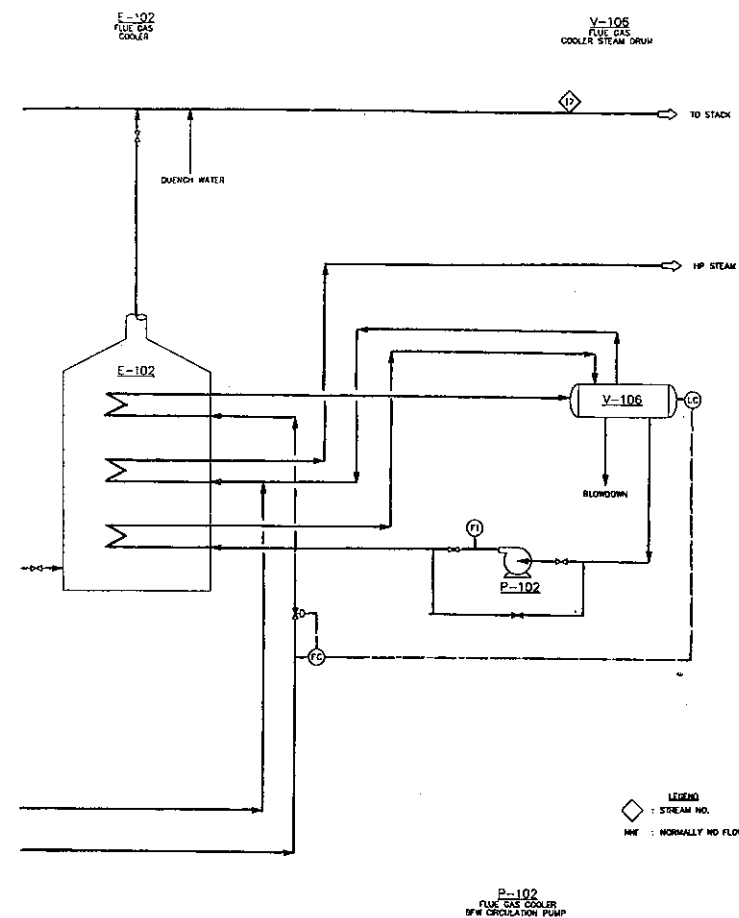 E-102
FLUE GAS
COOLER
V-106
FLUE GAS
COOLER STEAM DRUM
17
TO STACK
QUENCH WATER
HP STEAM
E-102
V-106
LC
BLOWDOWN
FI
P-102
FC
LEGEND
: STREAM NO.
NNF : NORMALLY NO FLOW
P-102
FLUE GAS COOLER
BFW CIRCULATION PUMP